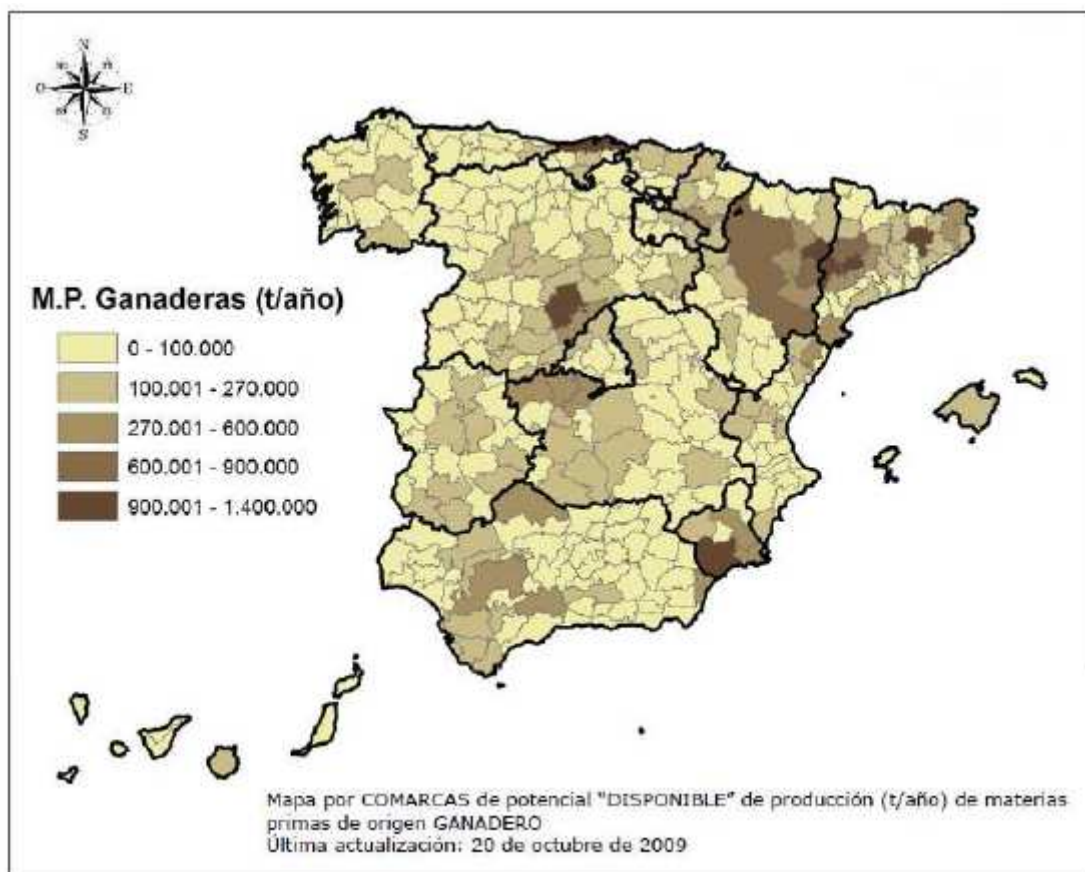 N
O
E
S
M.P. Ganaderas (t/año)
0 - 100.000
100.001 - 270.000
270.001 - 600.000
600.001 - 900.000
900.001 - 1.400.000
Mapa por COMARCAS de potencial "DISPONIBLE" de producción (t/año) de materias
primas de origen GANADERO
Última actualización: 20 de octubre de 2009